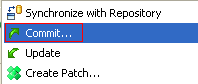 Synchronize with Repository
Commit...
Update
Create Patch...